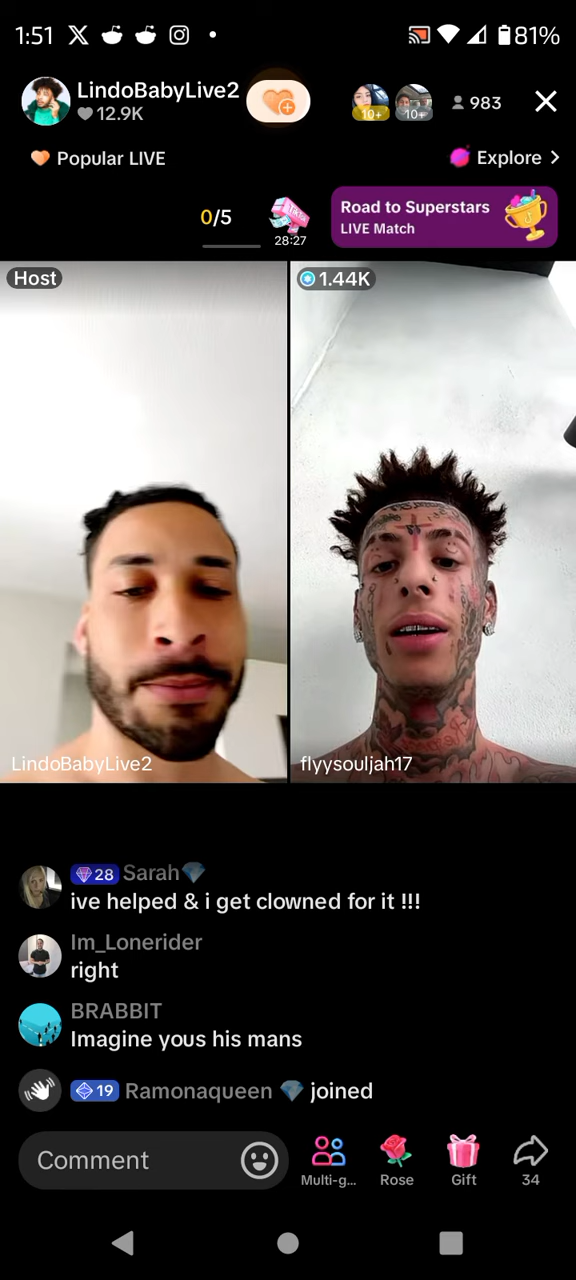 1:51
81%
LindoBabyLive2
12.9K
10+
10+
983
Popular LIVE
Explore
0/5
28:27
Road to Superstars
LIVE Match
Host
1.44K
LindoBabyLive2
flyysouljah17
28 Sarah
ive helped & i get clowned for it !!!
Im_Lonerider
right
BRABBIT
Imagine yous his mans
19 Ramonaqueen joined
Comment
Multi-g...
Rose
Gift
34